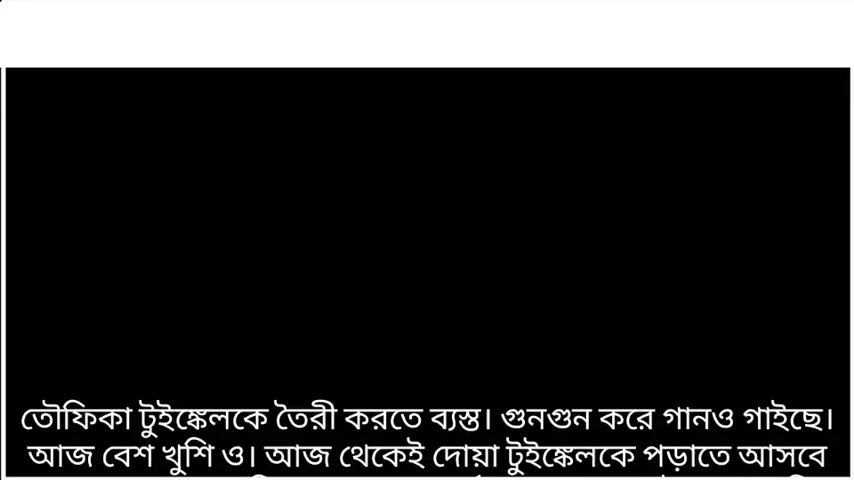 তৌফিকা টুইঙ্কেলকে তৈরী করতে ব্যস্ত। গুনগুন করে গানও গাইছে।
আজ বেশ খুশি ও। আজ থেকেই দোয়া টুইঙ্কেলকে পড়াতে আসবে